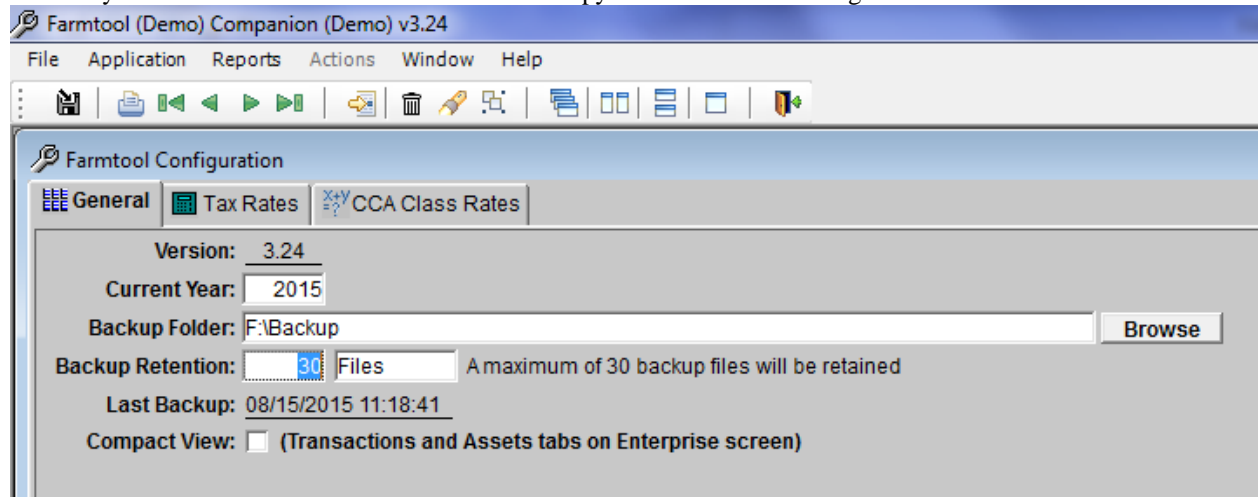 Farmtool (Demo) Companion (Demo) v3.24
File Application Reports Actions Window Help
Farmtool Configuration
General Tax Rates CCA Class Rates
Version: 3.24
Current Year: 2015
Backup Folder: F:\Backup Browse
Backup Retention: 30 Files A maximum of 30 backup files will be retained
Last Backup: 08/15/2015 11:18:41
Compact View: (Transactions and Assets tabs on Enterprise screen)